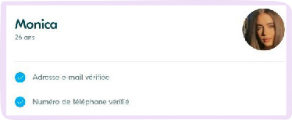 Monica
26 ans
Adresse e-mail vérifiée
Numéro de téléphone vérifié